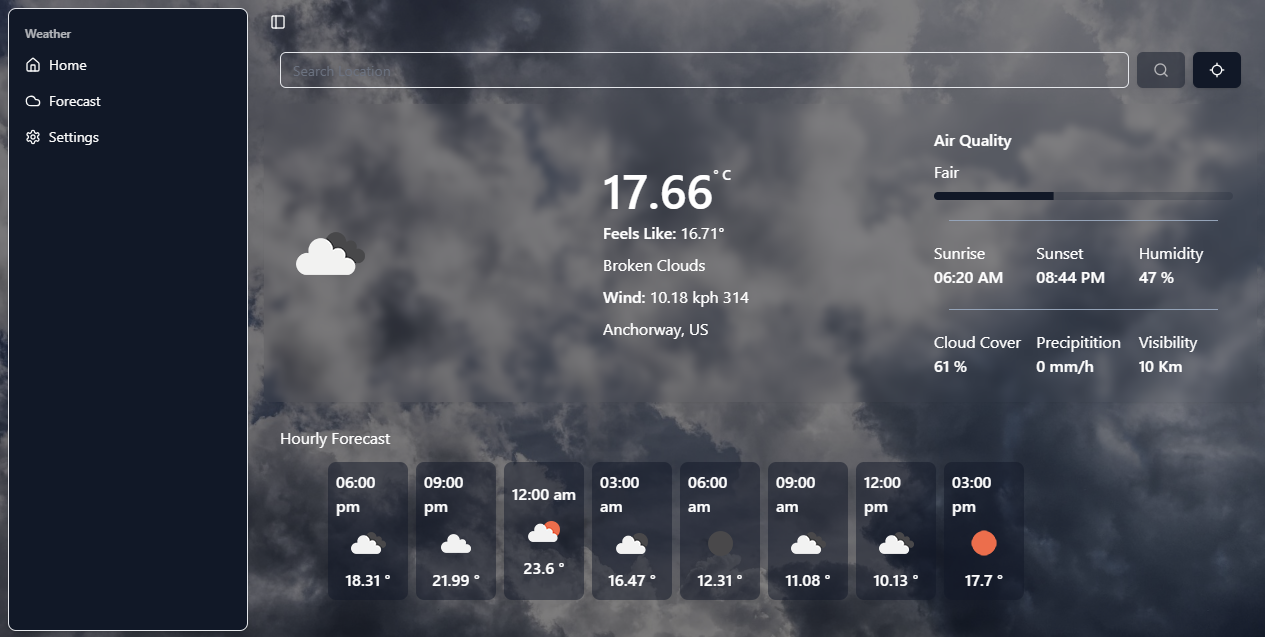 Weather
Home
Forecast
Settings
Search Location..
17.66° C
Feels Like: 16.71°
Broken Clouds
Wind: 10.18 kph 314
Anchorway, US
Air Quality
Fair
Sunrise Sunset Humidity
06:20 AM 08:44 PM 47 %
Cloud Cover Precipitition Visibility
61 % 0 mm/h 10 Km
Hourly Forecast
06:00 pm
18.31 °
09:00 pm
21.99 °
12:00 am
23.6 °
03:00 am
16.47 °
06:00 am
12.31 °
09:00 am
11.08 °
12:00 pm
10.13 °
03:00 pm
17.7 °